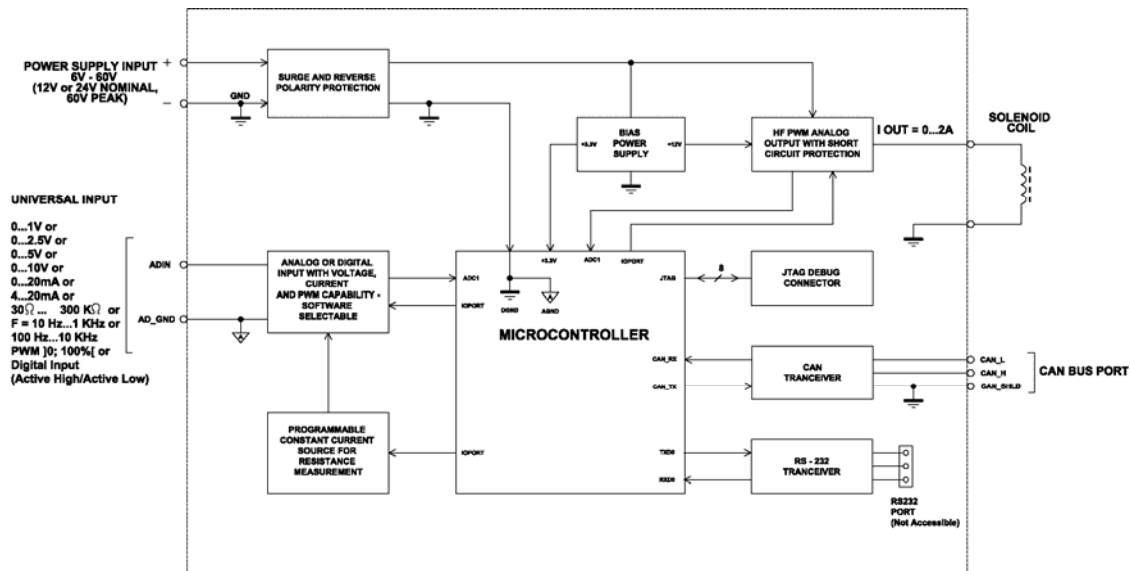 POWER SUPPLY INPUT
6V - 60V
(12V or 24V NOMINAL,
60V PEAK)
+
−
GND
SURGE AND REVERSE
POLARITY PROTECTION
+3.3V
BIAS
POWER
SUPPLY
+12V
HF PWM ANALOG
OUTPUT WITH SHORT
CIRCUIT PROTECTION
I OUT = 0...2A
SOLENOID
COIL
UNIVERSAL INPUT
0...1V or
0...2.5V or
0...5V or
0...10V or
0...20mA or
4...20mA or
30Ω ... 300 KΩ or
F = 10 Hz...1 KHz or
100 Hz...10 KHz
PWM ]0; 100%[ or
Digital Input
(Active High/Active Low)
ADIN
AD_GND
A
ANALOG OR DIGITAL
INPUT WITH VOLTAGE,
CURRENT
AND PWM CAPABILITY -
SOFTWARE
SELECTABLE
PROGRAMMABLE
CONSTANT CURRENT
SOURCE FOR
RESISTANCE
MEASUREMENT
+3.3V
ADC1
IOPORT
ADC1
IOPORT
DGND
A
AGND
MICROCONTROLLER
IOPORT
JTAG
CAN_RX
CAN_TX
TXD0
RXD0
8
JTAG DEBUG
CONNECTOR
CAN
TRANCEIVER
CAN_L
CAN_H
CAN_SHILD
CAN BUS PORT
RS - 232
TRANCEIVER
RS232
PORT
(Not Accessible)